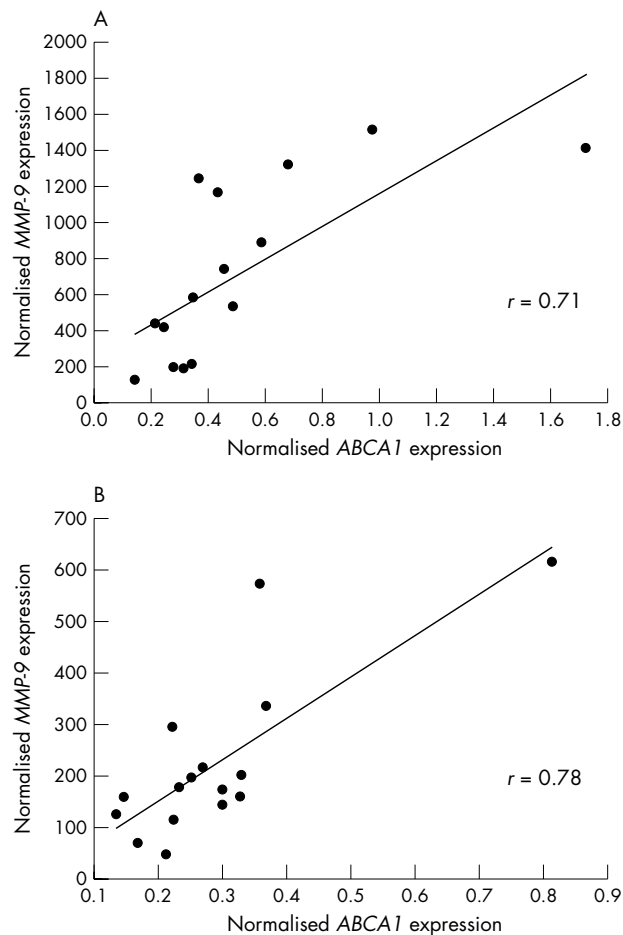 A
2000
1800
1600
1400
1200
1000
800
600
400
200
0
Normalised MMP-9 expression
r = 0.71
0.0 0.2 0.4 0.6 0.8 1.0 1.2 1.4 1.6 1.8
Normalised ABCA1 expression
B
700
600
500
400
300
200
100
0
Normalised MMP-9 expression
r = 0.78
0.1 0.2 0.3 0.4 0.5 0.6 0.7 0.8 0.9
Normalised ABCA1 expression